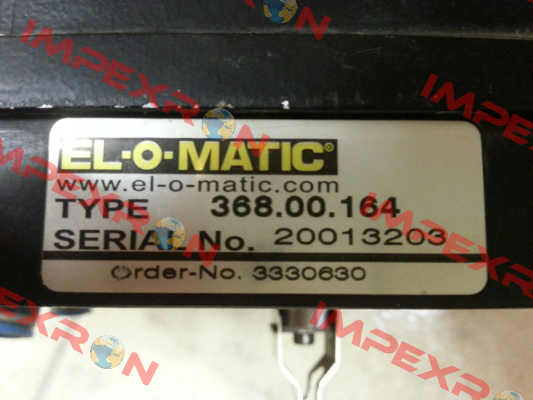 EL-O-MATIC®
www.el-o-matic.com
TYPE 368.00.164
SERIAL No. 20013203
Order-No. 3330630
IMPEXRON
IMPEXRON
IMPEXRON
IMPEXRON
IMPEXRON